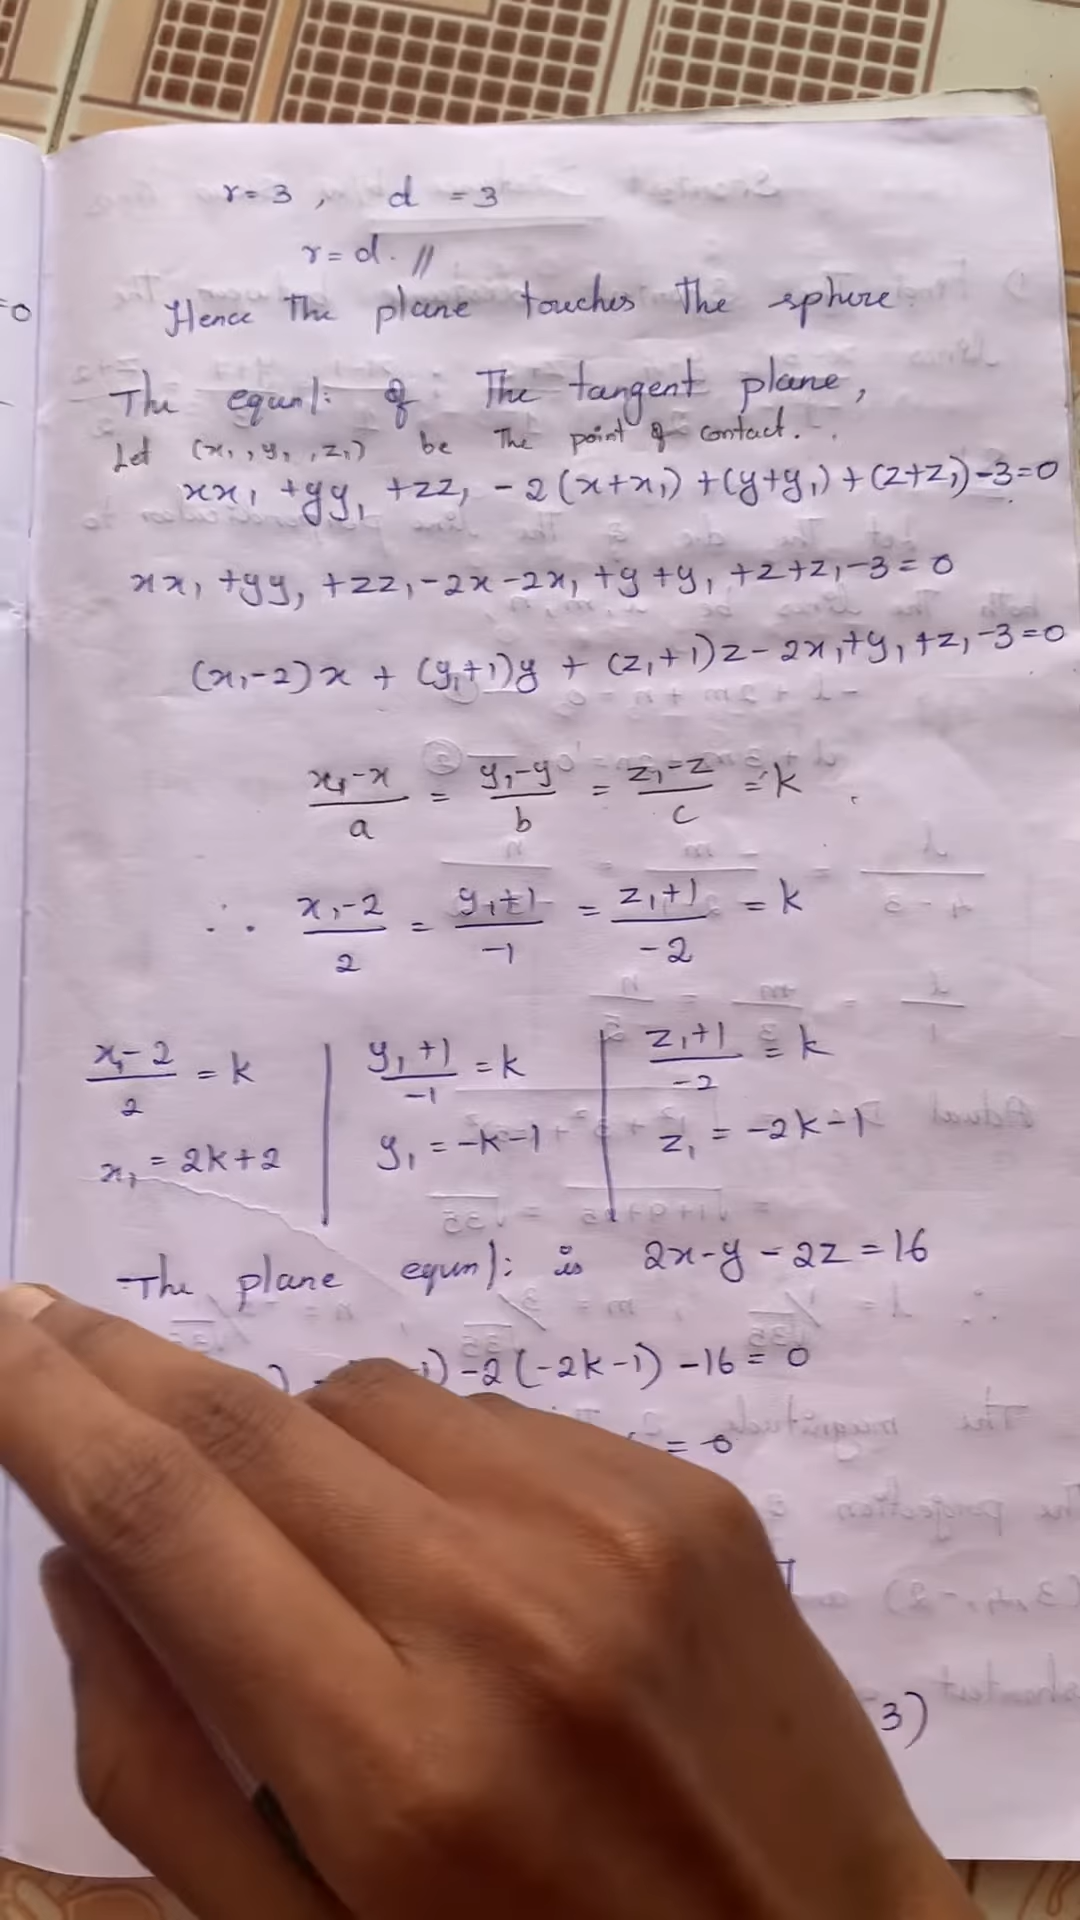 r = 3 , d = 3
r = d. //
Hence The plane touches The sphere
The equn): of The tangent plane,
Let (x₁, y₁, z₁) be The point of contact.
xx₁ + yy₁ + zz₁ - 2(x+x₁) + (y+y₁) + (z+z₁) - 3 = 0
xx₁ + yy₁ + zz₁ - 2x - 2x₁ + y + y₁ + z + z₁ - 3 = 0
(x₁-2)x + (y₁+1)y + (z₁+1)z - 2x₁ + y₁ + z₁ - 3 = 0
x₁-x/a = y₁-y/b = z₁-z/c = k
∴ x₁-2/2 = y₁+1/-1 = z₁+1/-2 = k
x₁-2/2 = k | y₁+1/-1 = k | z₁+1/-2 = k
x₁ = 2k+2 | y₁ = -k-1 | z₁ = -2k-1
The plane equn): is 2x-y-2z = 16
) - 1) - 2(-2k-1) - 16 = 0
= 0
3)